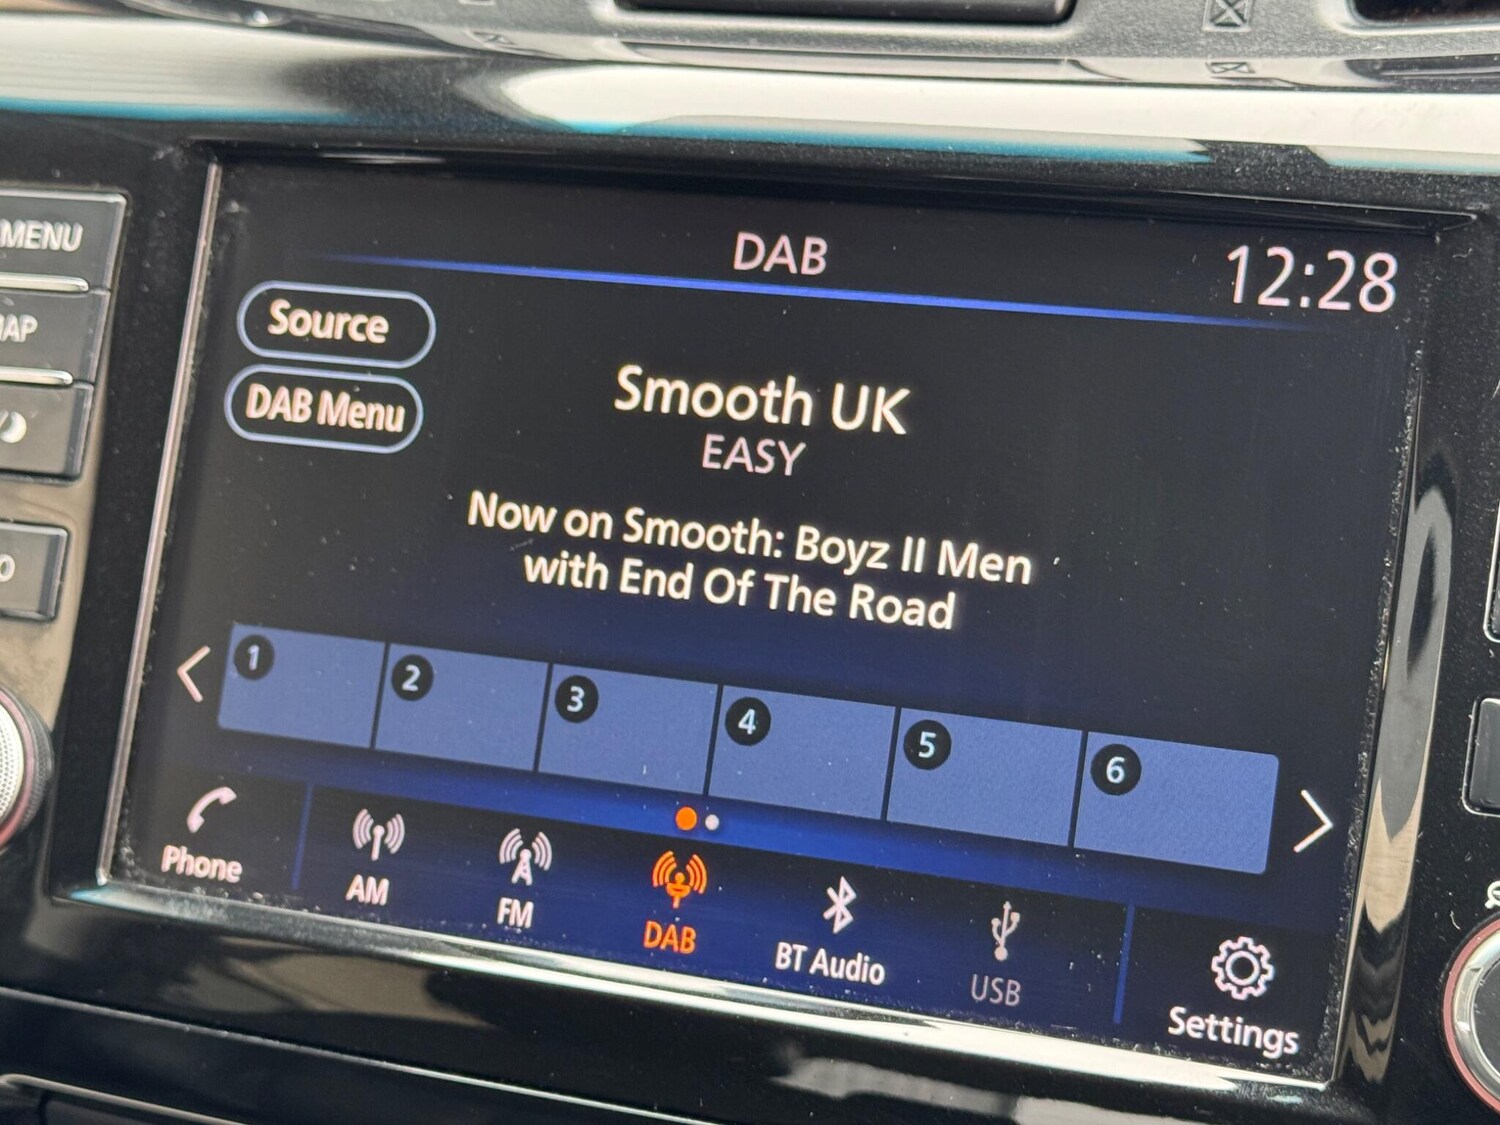 MENU
DAB
12:28
Source
DAB Menu
Smooth UK
EASY
Now on Smooth: Boyz II Men
with End Of The Road
1
2
3
4
5
6
Phone
AM
FM
DAB
BT Audio
USB
Settings